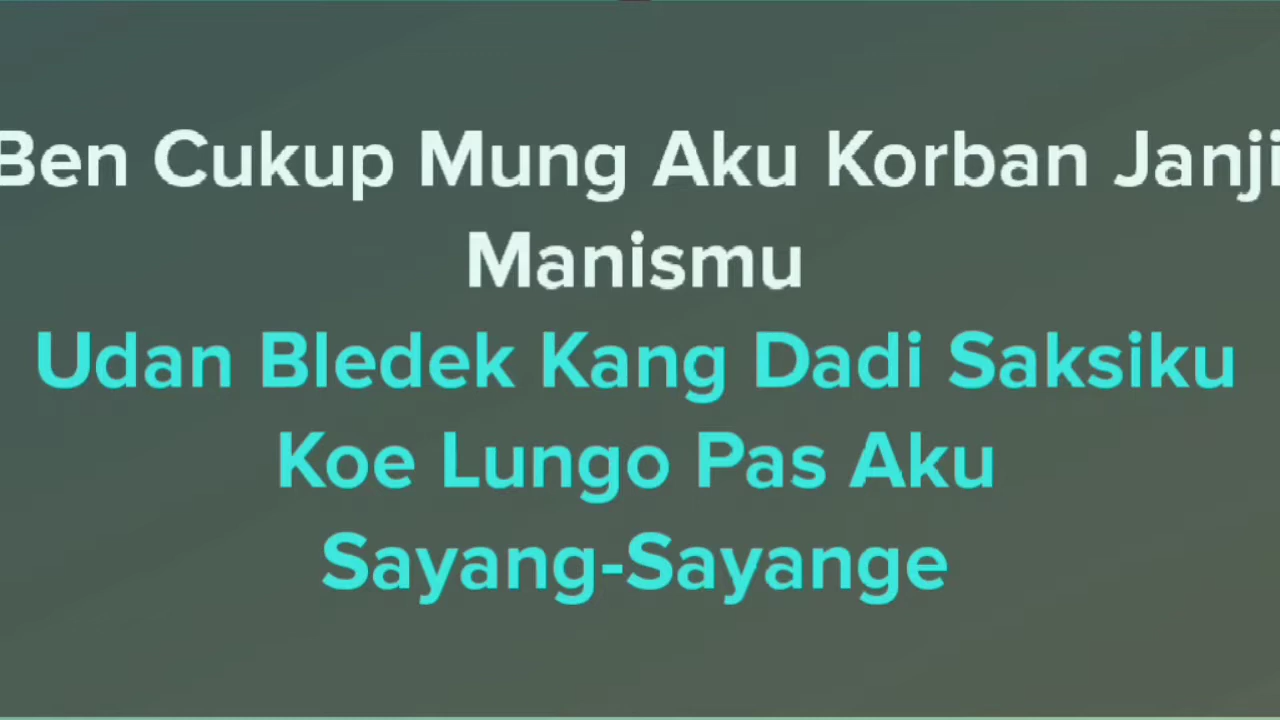 Ben Cukup Mung Aku Korban Janji
Manismu
Udan Bledek Kang Dadi Saksiku
Koe Lungo Pas Aku
Sayang-Sayange